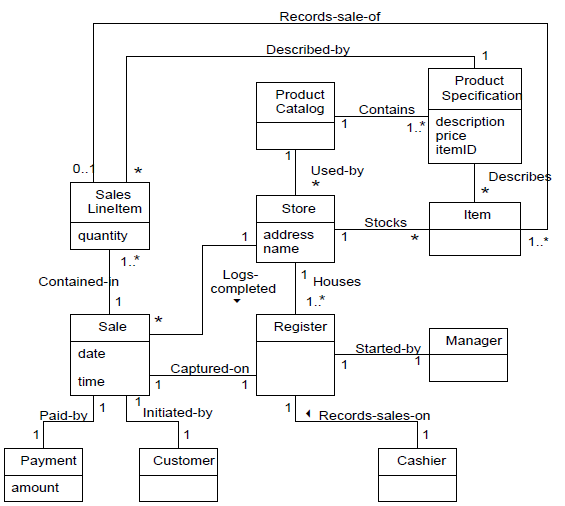 Records-sale-of
Described-by
1
Product
Specification
description
price
itemID
Product
Catalog
Contains
1
1..*
1
Used-by
*
0..1
*
Describes
*
Sales
LineItem
quantity
Store
address
name
1
1
Stocks
*
Item
1..*
1..*
Contained-in
1
Logs-
completed
1
Houses
1..*
Sale
date
time
*
Register
Manager
Started-by
1
1
Captured-on
1
1
Paid-by
1
1
1
Initiated-by
1
1
Records-sales-on
1
Payment
amount
Customer
Cashier